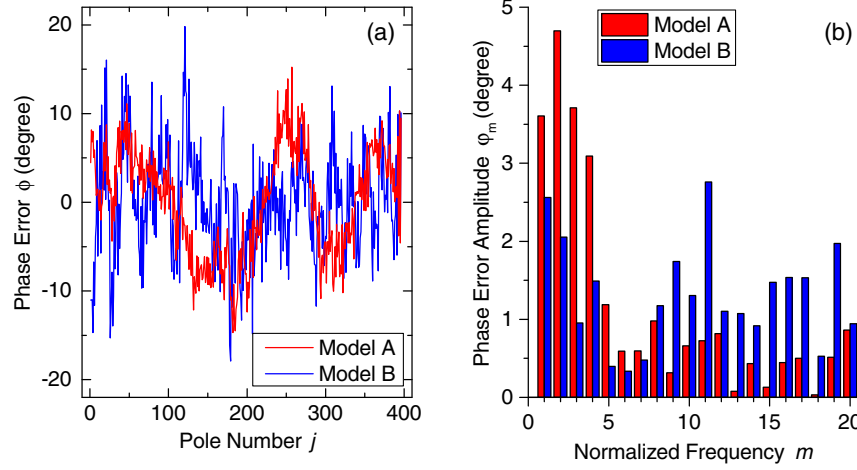 (a)
20
10
0
-10
-20
Phase Error ϕ (degree)
Model A
Model B
0
100
200
300
400
Pole Number j
(b)
Model A
Model B
5
4
3
2
1
0
Phase Error Amplitude φm (degree)
0
5
10
15
20
Normalized Frequency m